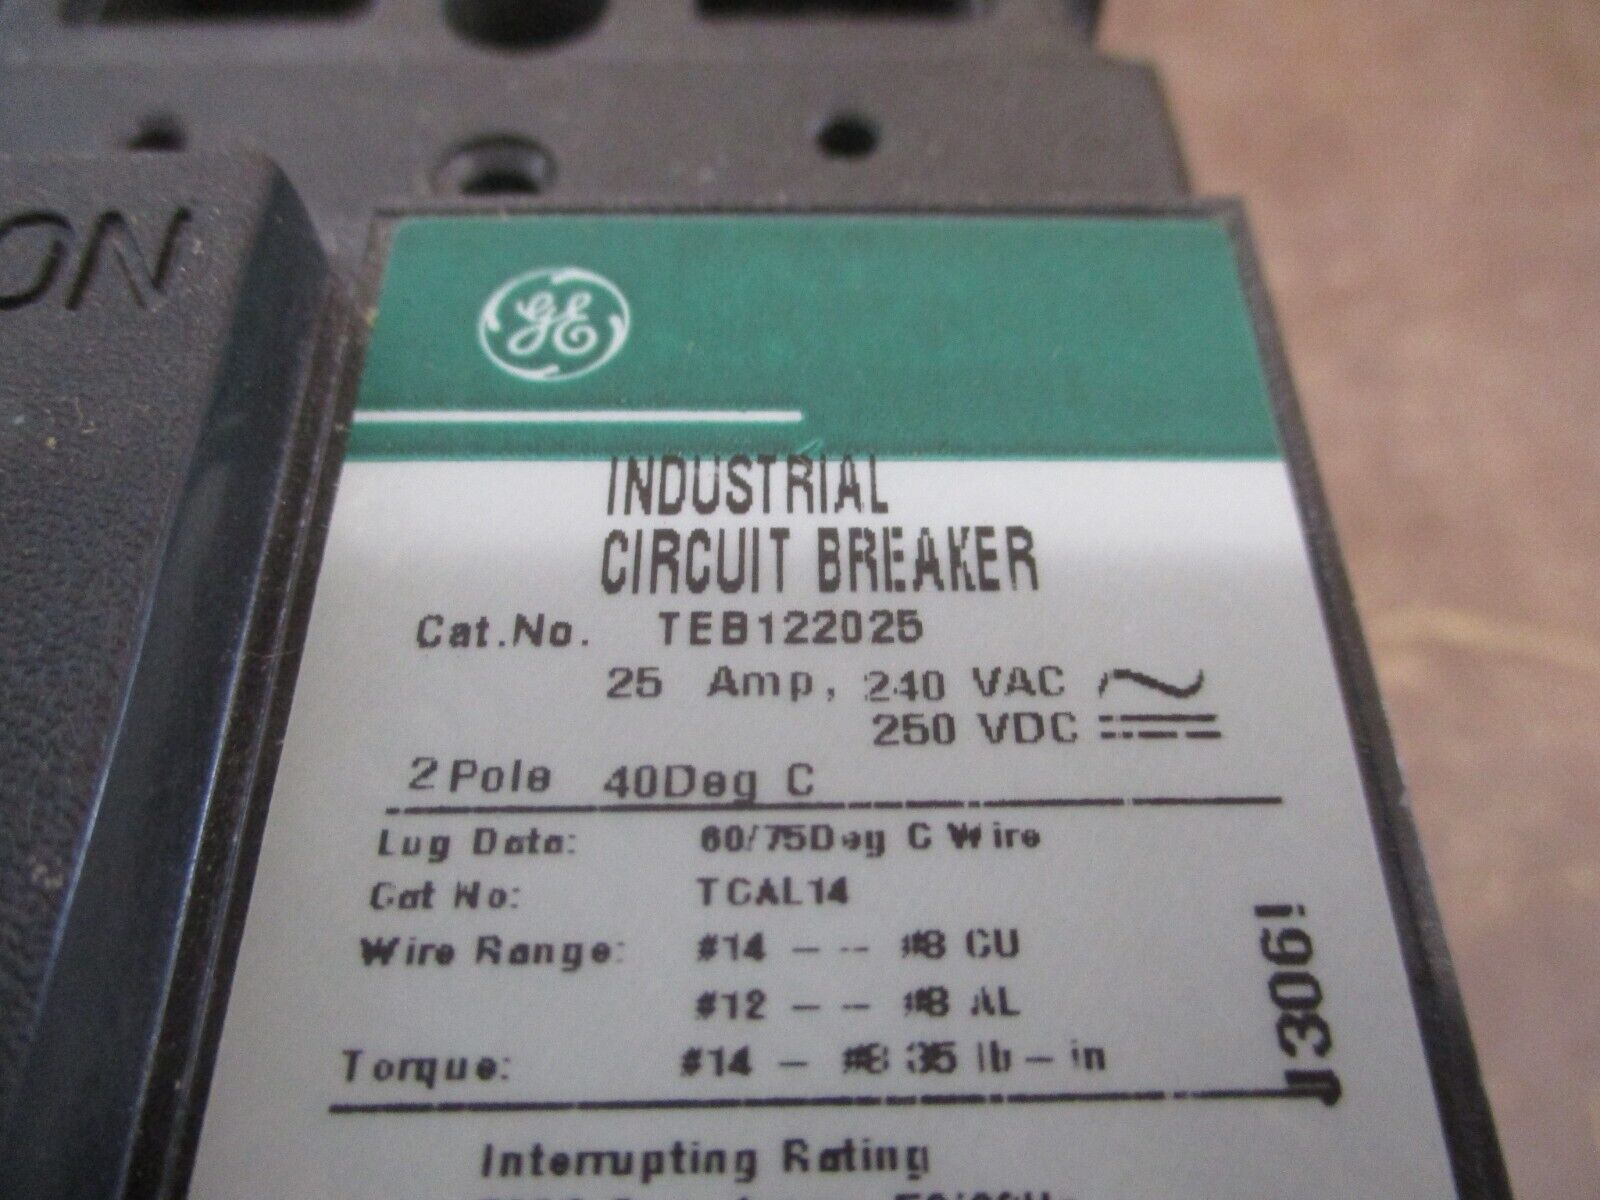 ON
GE
INDUSTRIAL
CIRCUIT BREAKER
Cat.No. TEB122025
25 Amp, 240 VAC
250 VDC
2 Pole 40Deg C
Lug Data: 60/75Deg C Wire
Cat No: TCAL14
Wire Range: #14 -- #8 CU
#12 -- #8 AL
Torque: #14 - #8 35 lb-in
Interrupting Rating